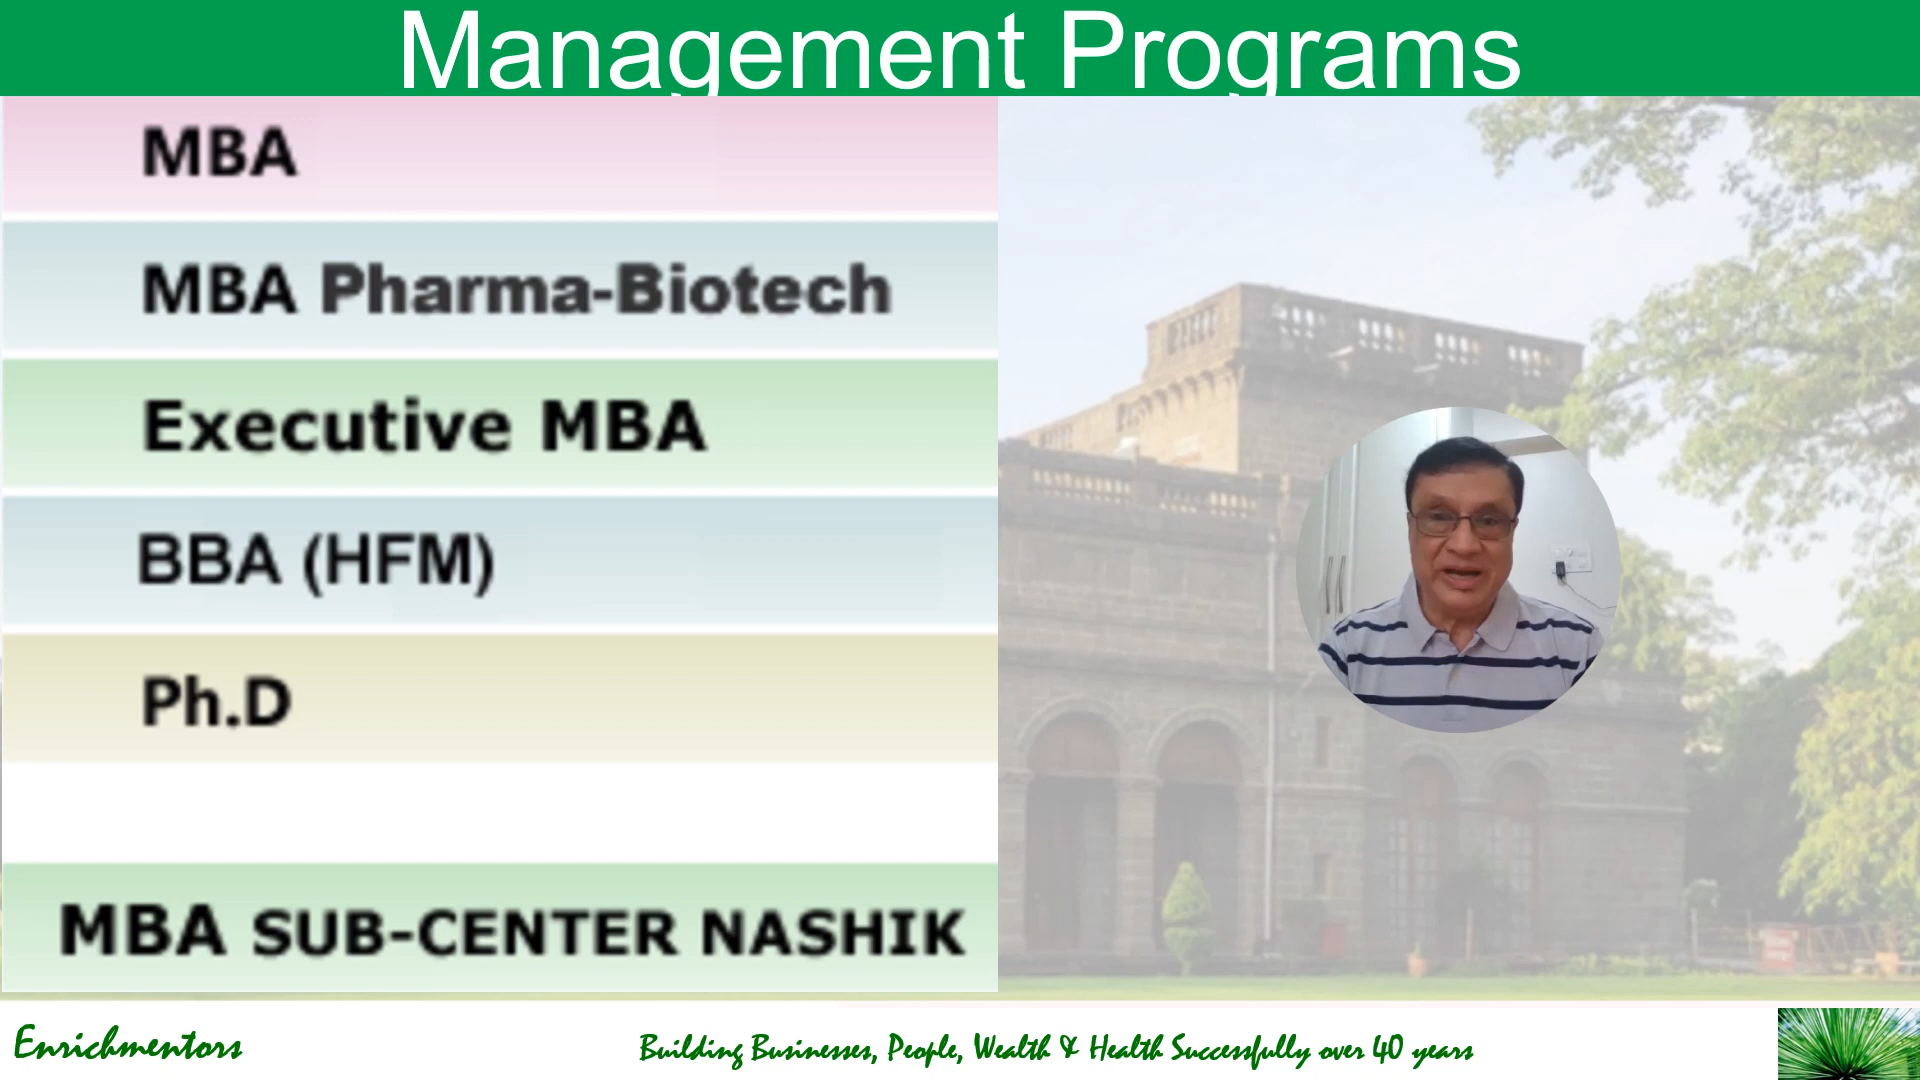 Management Programs
MBA
MBA Pharma-Biotech
Executive MBA
BBA (HFM)
Ph.D
MBA SUB-CENTER NASHIK
Enrichmentors
Building Businesses, People, Wealth & Health Successfully over 40 years